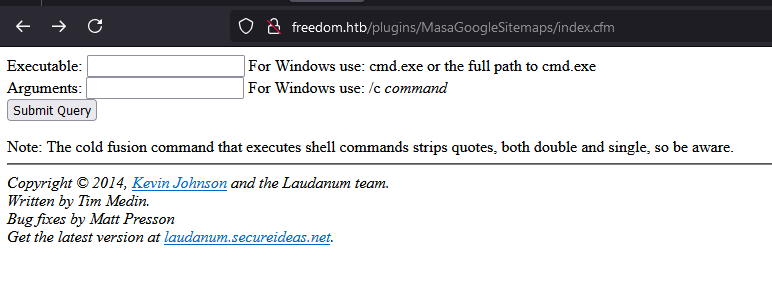 freedom.htb/plugins/MasaGoogleSitemaps/index.cfm
Executable: For Windows use: cmd.exe or the full path to cmd.exe
Arguments: For Windows use: /c command
Submit Query
Note: The cold fusion command that executes shell commands strips quotes, both double and single, so be aware.
Copyright © 2014, Kevin Johnson and the Laudanum team.
Written by Tim Medin.
Bug fixes by Matt Presson
Get the latest version at laudanum.secureideas.net.